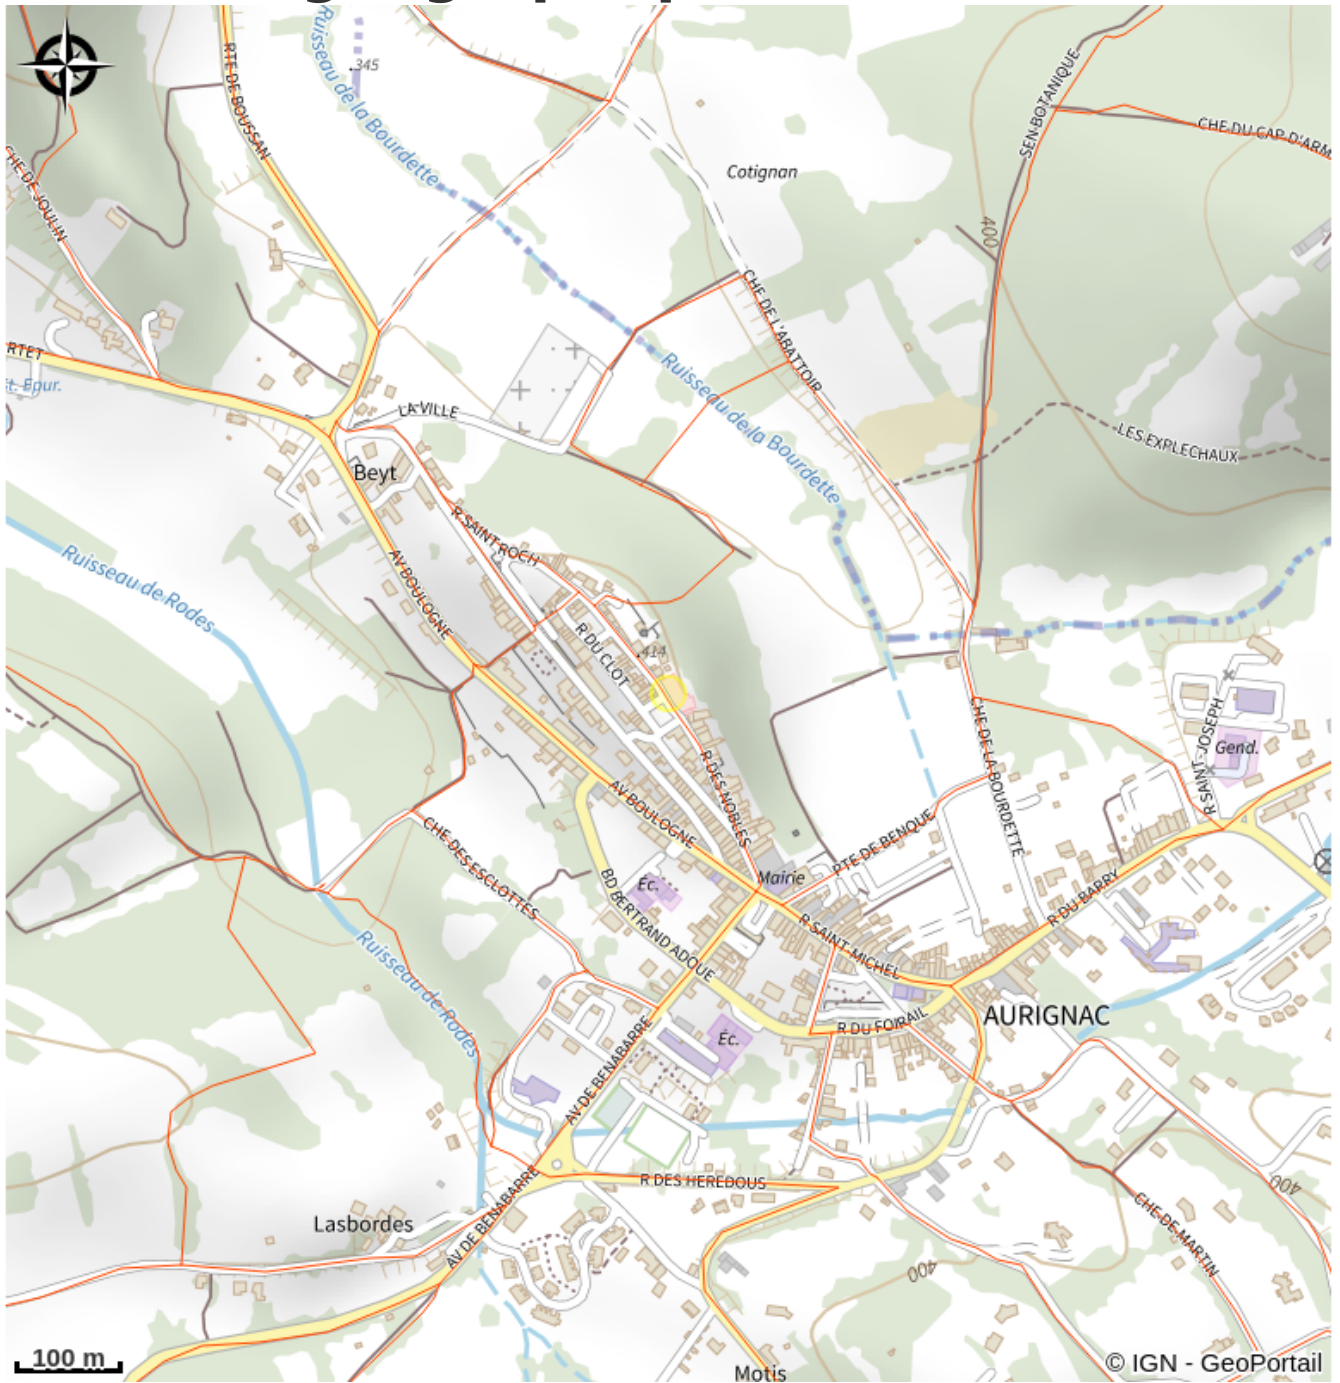 Ruisseau de la Bourdette
.345
RTE DE BOUSSAN
SEN BOTANIQUE
CHE DU CAP D'ARM
CHE DE JOULIN
Cotignan
400
CHE DE L'ABATTOIR
RTET
St. Epur.
Ruisseau de la Bourdette
LA VILLE
LES EXPLECHAUX
Beyt
R SAINT-ROCH
Ruisseau de Rodes
AV BOULOGNE
R DU CLOT
.414
R SAINT-JOSEPH
Gend.
R DES NOBLES
CHE DE LA BOURDETTE
AV BOULOGNE
CHE DES ESCLOTTES
PTE DE BENQUE
Mairie
Éc.
BD BERTRAND ADOUE
R DU BARRY
R SAINT-MICHEL
Ruisseau de Rodes
AURIGNAC
R DU FOIRAIL
Éc.
AV DE BENABARRE
R DES HEREDOUS
400
CHE DE MARTIN
Lasbordes
AV DE BENABARRE
400
100 m
Motis
© IGN - GeoPortail